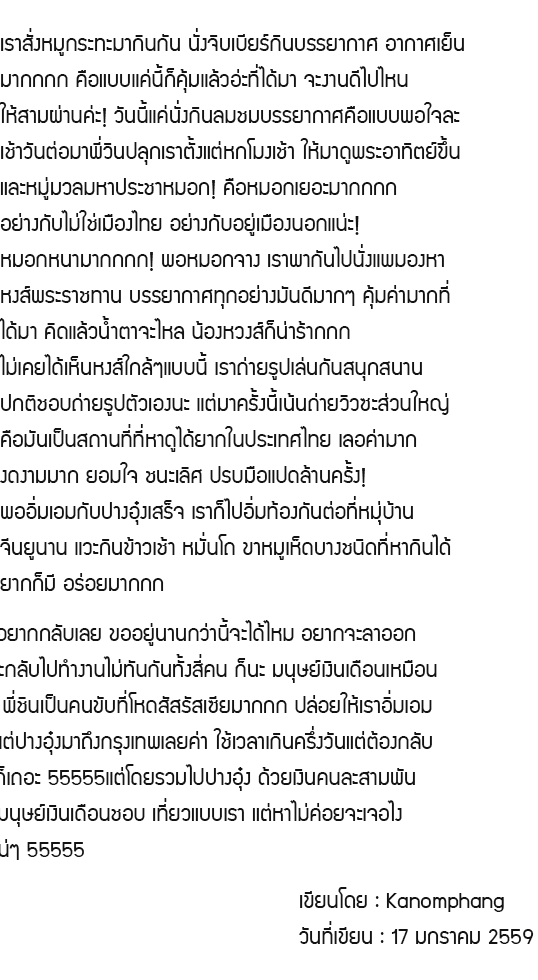 เราสั่งหมูกระทะมากินกัน นั่งจิบเบียร์กินบรรยากาศ อากาศเย็น
มากกกก คือแบบแค่นี้ก็คุ้มแล้วอ่ะที่ได้มา จะงานดีไปไหน
ให้สามผ่านค่ะ! วันนี้แค่นั่งกินลมชมบรรยากาศคือแบบพอใจละ
เช้าวันต่อมาพี่วินปลุกเราตั้งแต่หกโมงเช้า ให้มาดูพระอาทิตย์ขึ้น
และหมู่มวลมหาประชาหมอก! คือหมอกเยอะมากกกก
อย่างกับไม่ใช่เมืองไทย อย่างกับอยู่เมืองนอกแน่ะ!
หมอกหนามากกกก! พอหมอกจาง เราพากันไปนั่งแพมองหา
หงส์พระราชทาน บรรยากาศทุกอย่างมันดีมากๆ คุ้มค่ามากที่
ได้มา คิดแล้วน้ำตาจะไหล น้องหวงส์ก็น่าร้ากกก
ไม่เคยได้เห็นหงส์ใกล้ๆแบบนี้ เราถ่ายรูปเล่นกันสนุกสนาน
ปกติชอบถ่ายรูปตัวเองนะ แต่มาครั้งนี้เน้นถ่ายวิวซะส่วนใหญ่
คือมันเป็นสถานที่ที่หาดูได้ยากในประเทศไทย เลอค่ามาก
งดงามมาก ยอมใจ ชนะเลิศ ปรบมือแปดล้านครั้ง!
พออิ่มเอมกับปางอุ๋งเสร็จ เราก็ไปอิ่มท้องกันต่อที่หมู่บ้าน
จีนยูนาน แวะกินข้าวเช้า หมั่นโถ ขาหมูเห็ดบางชนิดที่หากินได้
ยากก็มี อร่อยมากกก
อยากกลับเลย ขออยู่นานกว่านี้จะได้ไหม อยากจะลาออก
ะกลับไปทำงานไม่ทันกันทั้งสี่คน ก็นะ มนุษย์เงินเดือนเหมือน
พี่ชินเป็นคนขับที่โหดสัสรัสเซียมากกก ปล่อยให้เราอิ่มเอม
แต่ปางอุ๋งมาถึงกรุงเทพเลยค่า ใช้เวลาเกินครึ่งวันแต่ต้องกลับ
ก็เถอะ 55555แต่โดยรวมไปปางอุ๋ง ด้วยเงินคนละสามพัน
มนุษย์เงินเดือนชอบ เที่ยวแบบเรา แต่หาไม่ค่อยจะเจอไง
น่ๆ 55555
เขียนโดย : Kanomphang
วันที่เขียน : 17 มกราคม 2559